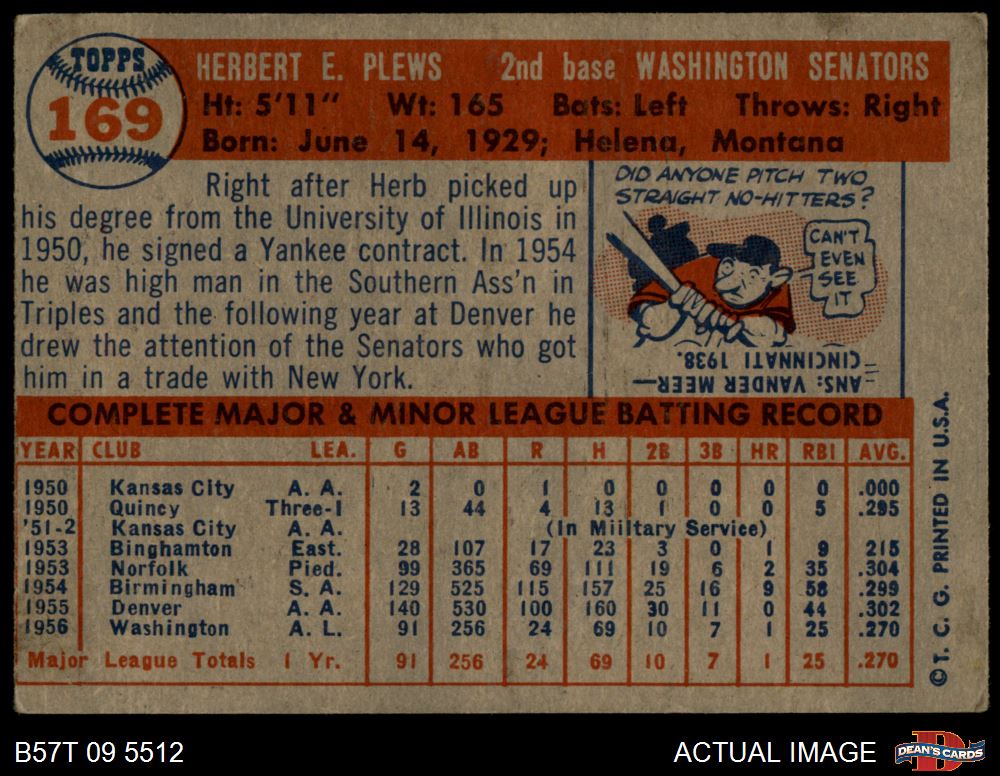 TOPPS
169
HERBERT E. PLEWS 2nd base WASHINGTON SENATORS
Ht: 5'11" Wt: 165 Bats: Left Throws: Right
Born: June 14, 1929; Helena, Montana
Right after Herb picked up
his degree from the University of Illinois in
1950, he signed a Yankee contract. In 1954
he was high man in the Southern Ass'n in
Triples and the following year at Denver he
drew the attention of the Senators who got
him in a trade with New York.
DID ANYONE PITCH TWO
STRAIGHT NO-HITTERS?
CAN'T
EVEN
SEE
IT
ANS: VANDER MEER—
CINCINNATI 1938.
COMPLETE MAJOR & MINOR LEAGUE BATTING RECORD
YEAR CLUB LEA. G AB R H 2B 3B HR RBI AVG.
1950 Kansas City A. A. 2 0 1 0 0 0 0 0 .000
1950 Quincy Three-I 13 44 4 13 1 0 0 5 .295
'51-2 Kansas City A. A. (In Military Service)
1953 Binghamton East. 28 107 17 23 3 0 1 9 215
1953 Norfolk Pied. 99 365 69 111 19 6 2 35 .304
1954 Birmingham S. A. 129 525 115 157 25 16 9 58 .299
1955 Denver A. A. 140 530 100 160 30 11 0 44 .302
1956 Washington A. L. 91 256 24 69 10 7 1 25 .270
Major League Totals 1 Yr. 91 256 24 69 10 7 1 25 .270
© T. C. G. PRINTED IN U.S.A.
B57T 09 5512
ACTUAL IMAGE
D
DEAN'S CARDS